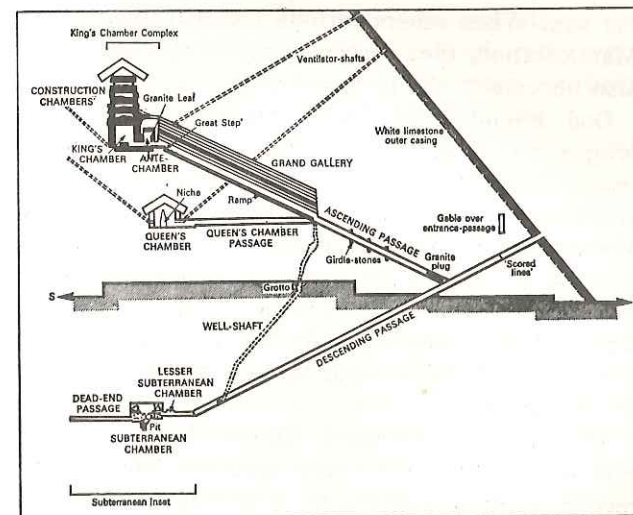 King's Chamber Complex
CONSTRUCTION
CHAMBERS'
Granite Leaf
Great Step'
Ventilator-shafts
White limestone
outer casing
KING'S
CHAMBER
ANTE-
CHAMBER
GRAND GALLERY
Niche
Ramp
QUEEN'S
CHAMBER
QUEEN'S CHAMBER
PASSAGE
ASCENDING PASSAGE
Gable over
entrance-passage
Girdle-stones
Granite
plug
'Scored
lines'
S
Grotto
WELL-SHAFT
DESCENDING PASSAGE
LESSER
SUBTERRANEAN
CHAMBER
DEAD-END
PASSAGE
Pit
SUBTERRANEAN
CHAMBER
Subterranean Inset